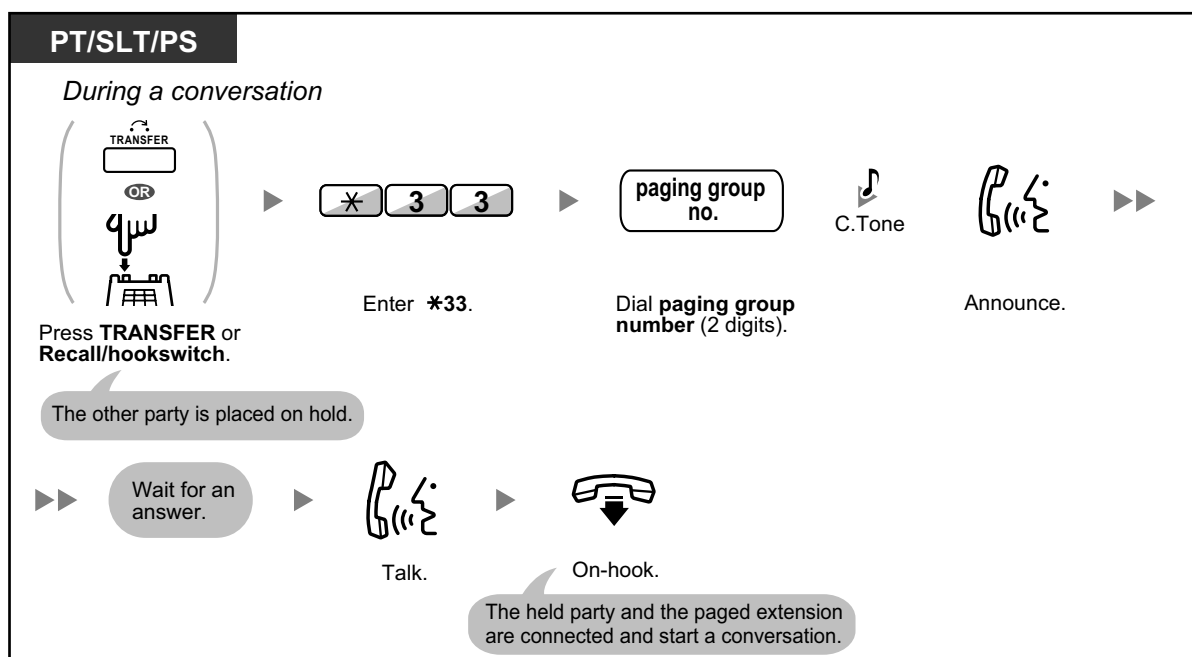 PT/SLT/PS
During a conversation
TRANSFER
OR
Press TRANSFER or
Recall/hookswitch.
The other party is placed on hold.
✳ 3 3
Enter ✳33.
paging group
no.
Dial paging group
number (2 digits).
C.Tone
Announce.
Wait for an
answer.
Talk.
On-hook.
The held party and the paged extension
are connected and start a conversation.